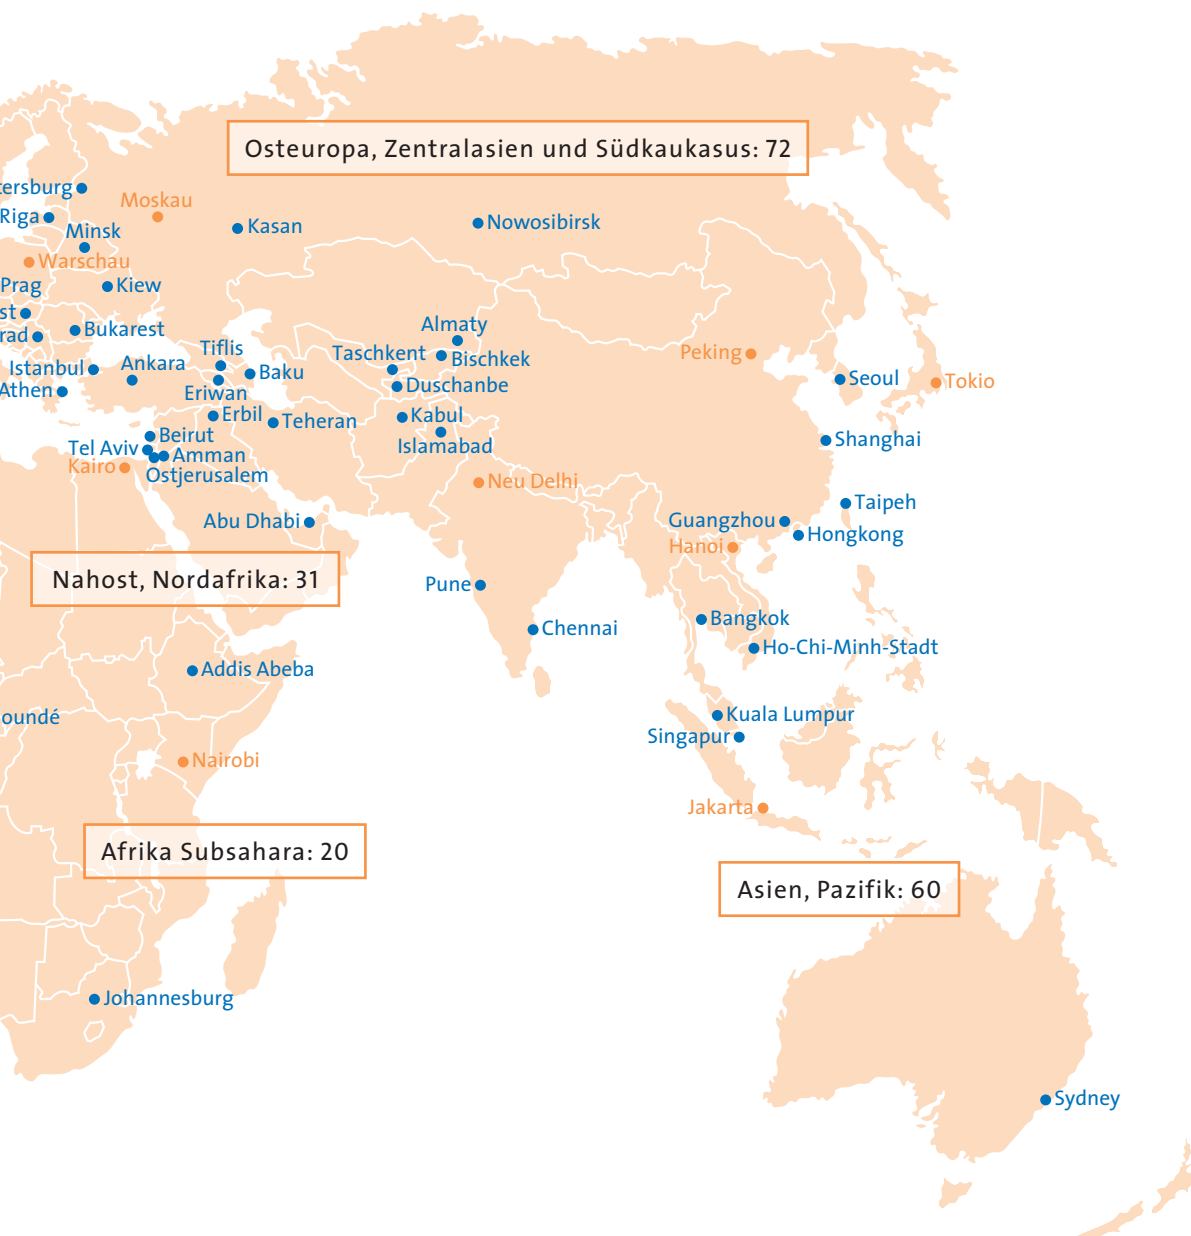 Osteuropa, Zentralasien und Südkaukasus: 72
tersburg
Moskau
Riga
Minsk
Kasan
Nowosibirsk
Warschau
Prag
Kiew
st
rad
Bukarest
Almaty
Tiflis
Taschkent
Bischkek
Peking
Istanbul
Ankara
Baku
Duschanbe
Seoul
Tokio
Athen
Eriwan
Erbil
Teheran
Kabul
Beirut
Shanghai
Tel Aviv
Amman
Islamabad
Kairo
Ostjerusalem
Neu Delhi
Taipeh
Abu Dhabi
Guangzhou
Hongkong
Hanoi
Nahost, Nordafrika: 31
Pune
Chennai
Bangkok
Ho-Chi-Minh-Stadt
Addis Abeba
oundé
Kuala Lumpur
Singapur
Nairobi
Jakarta
Afrika Subsahara: 20
Asien, Pazifik: 60
Johannesburg
Sydney